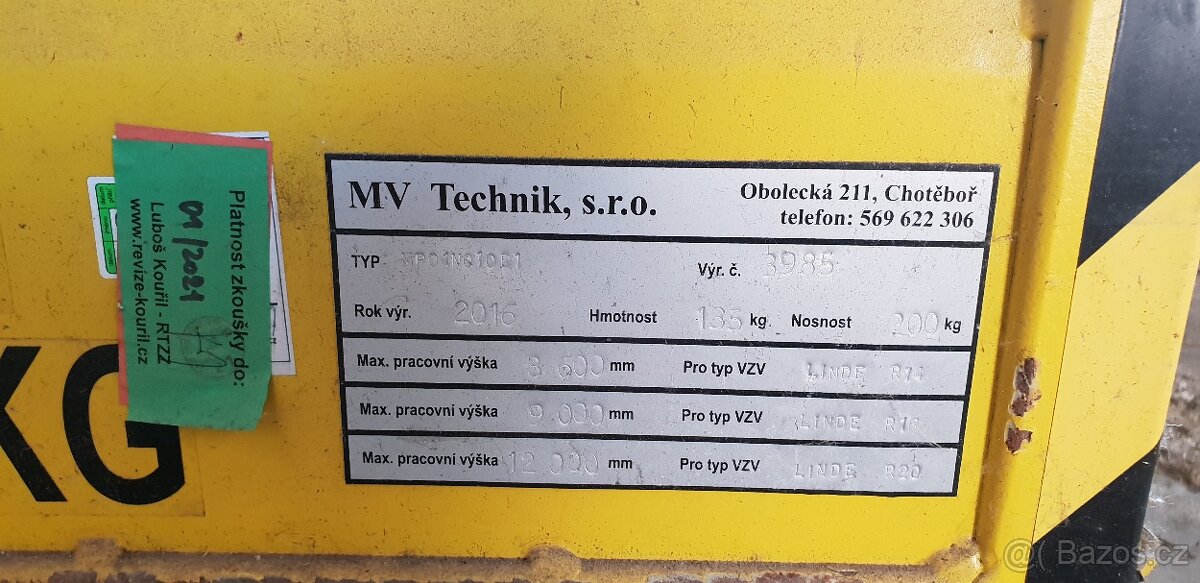 MV Technik, s.r.o.
Obolecká 211, Chotěboř
telefon: 569 622 306
TYP
Výr. č. 3985
Rok výr. 2016 Hmotnost 135 kg Nosnost 200 kg
Max. pracovní výška 8 600 mm Pro typ VZV LINDE R14
Max. pracovní výška 9 000 mm Pro typ VZV LINDE R16
Max. pracovní výška 12 000 mm Pro typ VZV LINDE R20
Platnost zkoušky do:
01/2021
Luboš Kouřil - RTZZ
www.revize-kouril.cz
KG
@( Bazos.cz